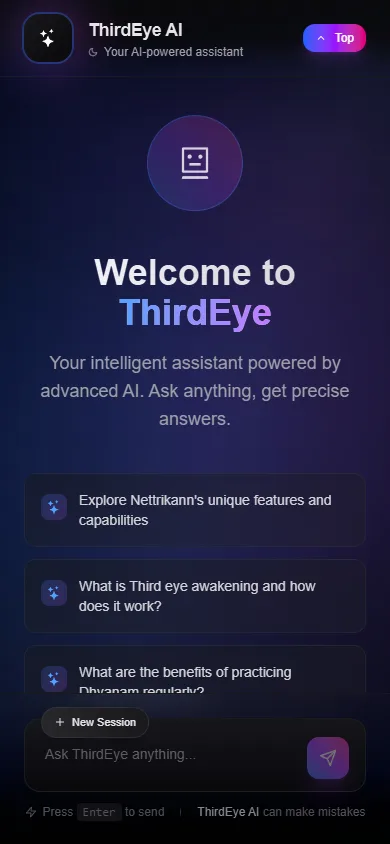 ThirdEye AI
Your AI-powered assistant
Top
Welcome to
ThirdEye
Your intelligent assistant powered by
advanced AI. Ask anything, get precise
answers.
Explore Nettrikann's unique features and
capabilities
What is Third eye awakening and how
does it work?
What are the benefits of practicing
Dhyanam regularly?
New Session
Ask ThirdEye anything...
Press Enter to send
ThirdEye AI can make mistakes